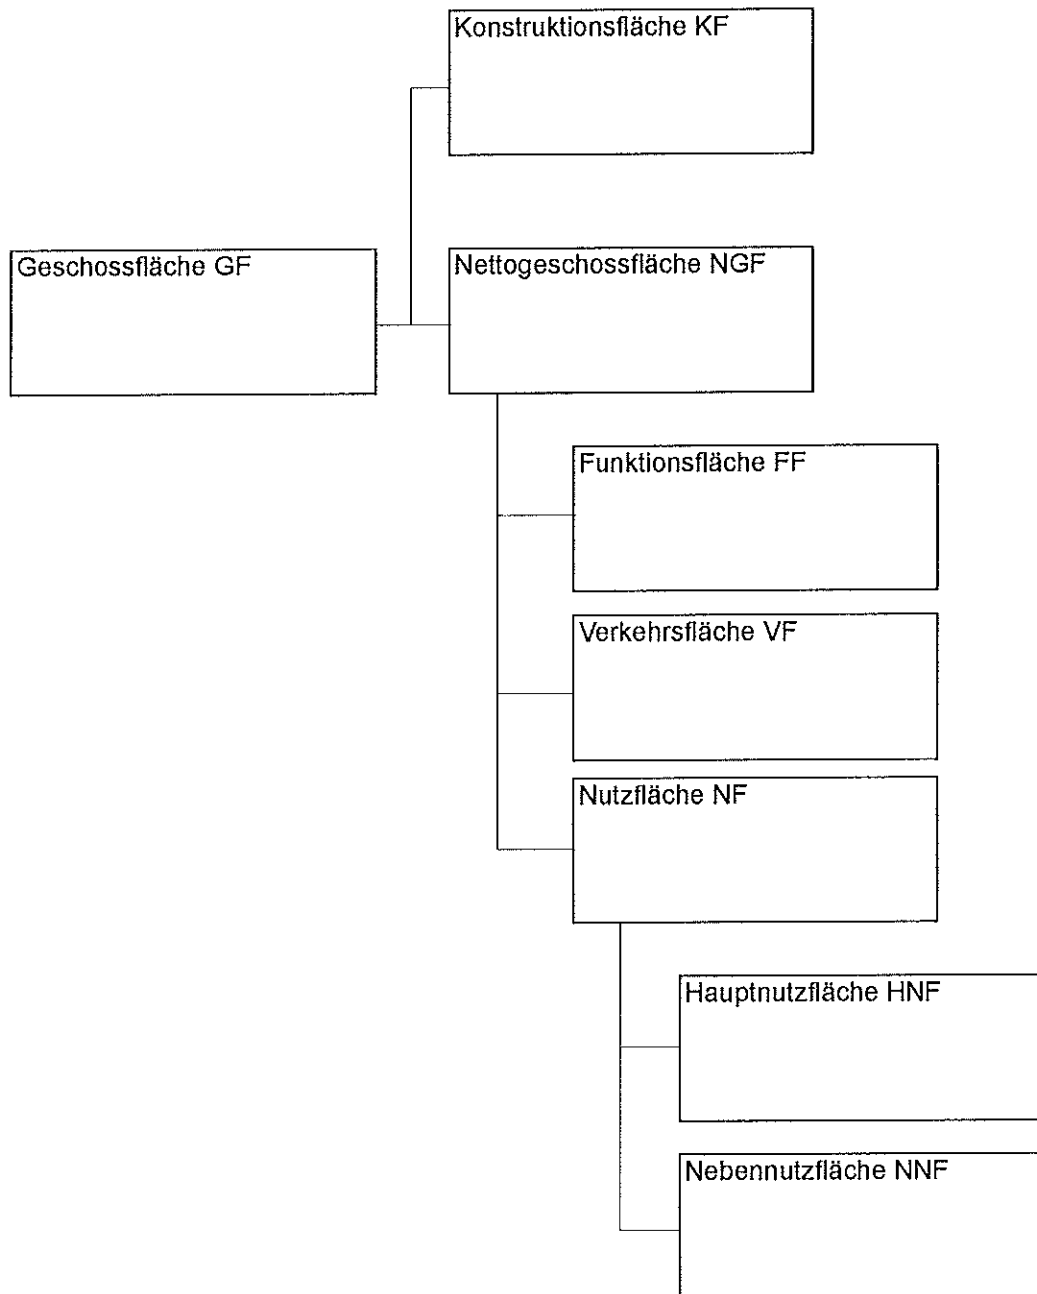 Konstruktionsfläche KF
Geschossfläche GF
Nettogeschossfläche NGF
Funktionsfläche FF
Verkehrsfläche VF
Nutzfläche NF
Hauptnutzfläche HNF
Nebennutzfläche NNF